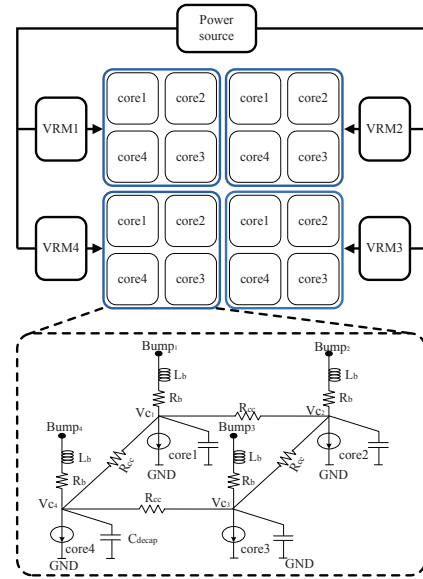 Power
source
core1 core2 core1 core2
VRM1 VRM2
core4 core3 core4 core3
core1 core2 core1 core2
VRM4 VRM3
core4 core3 core4 core3
Bump1 Bump2
Lb Lb
Rb Rb
Vc1 Rcc Vc2
Bump4 Bump3
core1 core2
Lb Rcc Lb Rcc
GND GND
Rb Rb
Vc4 Rcc Vc3
core4 Cdecap core3
GND GND